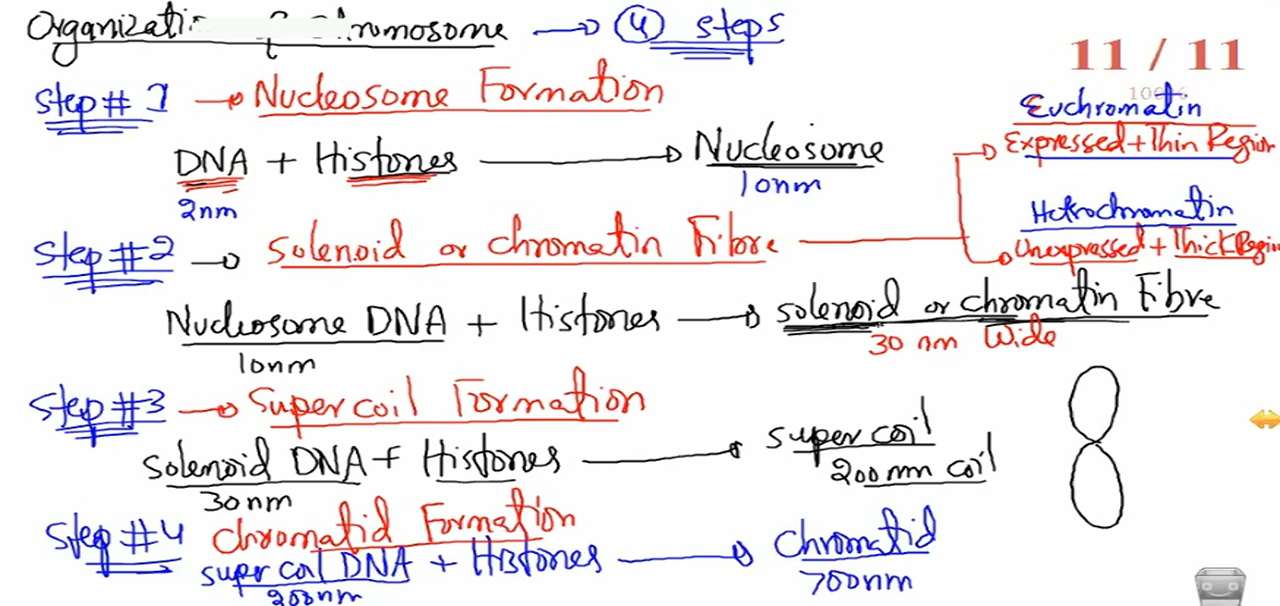 Organizati chromosome → ④ steps
11 / 11
100%
Step# 1 → Nucleosome Formation
Euchromatin
Expressed + Thin Region
DNA + Histones → Nucleosome
2nm
10nm
Hetrochromatin
Unexpressed + Thick Region
Step #2 → Solenoid or chromatin Fibre
Nucleosome DNA + Histones → solenoid or chromatin Fibre
10nm
30 nm Wide
Step #3 → Super coil Formation
Solenoid DNA + Histones → super coil
30nm
200nm coil
Step #4 chromatid Formation
super coil DNA + Histones → chromatid
200nm
700nm